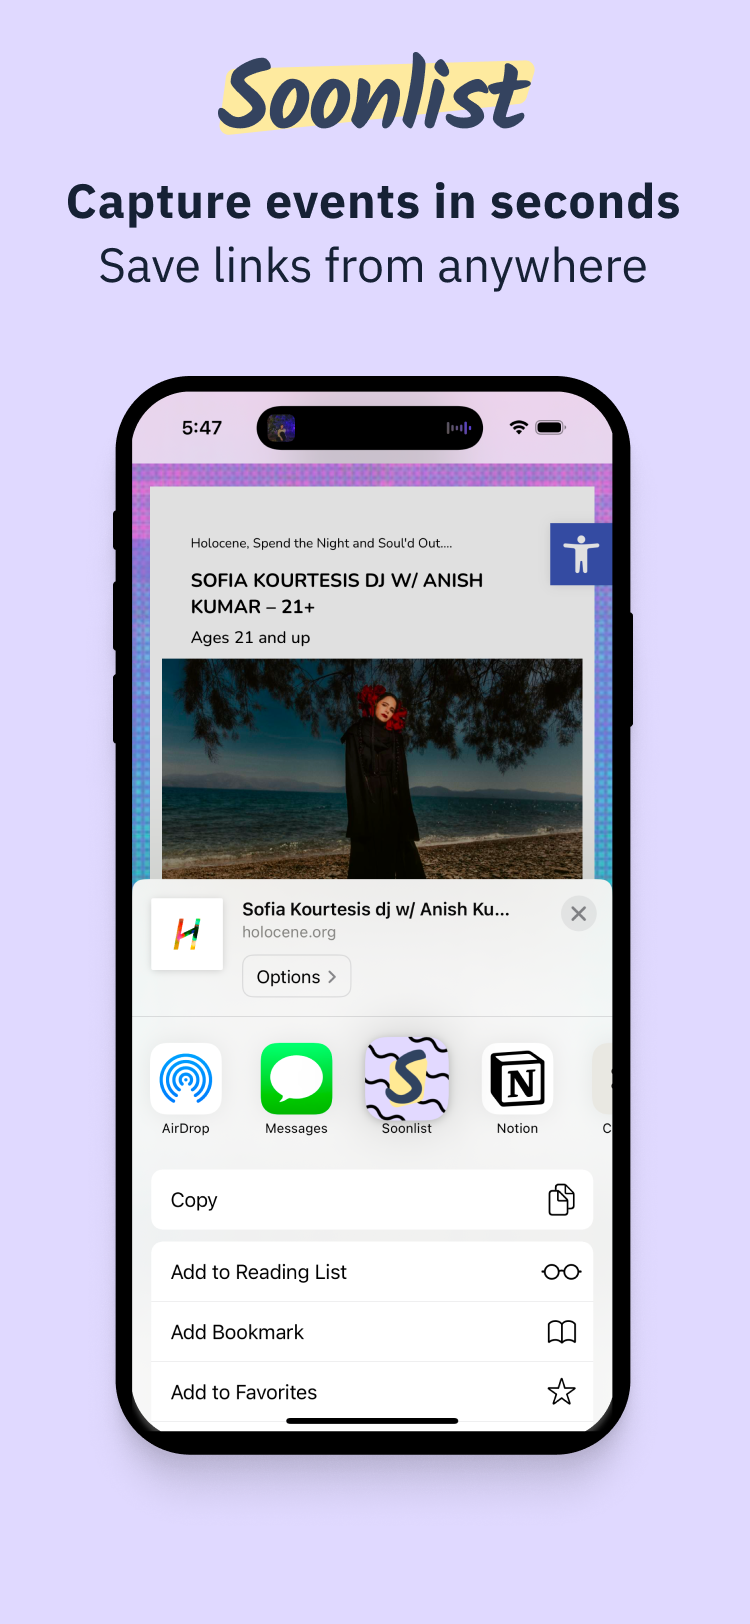 Soonlist
Capture events in seconds
Save links from anywhere
5:47
Holocene, Spend the Night and Soul'd Out....
SOFIA KOURTESIS DJ W/ ANISH
KUMAR – 21+
Ages 21 and up
H
Sofia Kourtesis dj w/ Anish Ku...
holocene.org
Options
S
N
AirDrop
Messages
Soonlist
Notion
C
Copy
Add to Reading List
Add Bookmark
Add to Favorites